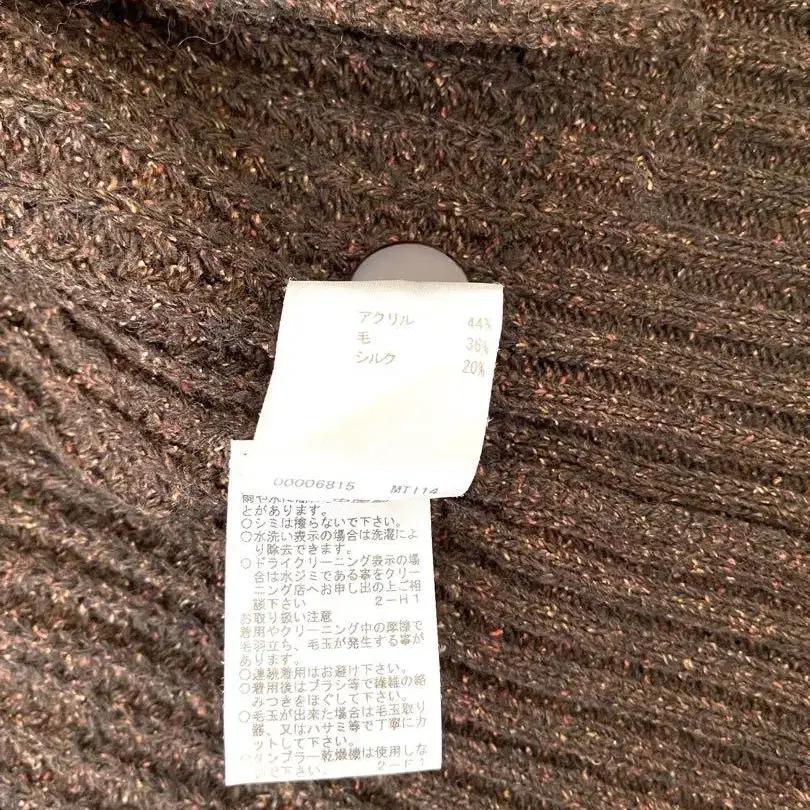 アクリル 44%
毛 36%
シルク 20%
00006815 MT114
とがあります。
○シミは擦らないで下さい。
○水洗い表示の場合は洗濯によ
り除去できます。
○ドライクリーニング表示の場
合は水ジミである事をクリー
ニング店へお申し出の上ご相
談下さい 2-H1
お取り扱い注意
着用やクリーニング中の摩擦で
毛羽立ち、毛玉が発生する事が
あります。
○連続着用はお避け下さい。
○着用後はブラシ等で繊維の絡
みつきをほぐして下さい。
○毛玉が出来た場合は毛玉取り
器、又はハサミ等で丁寧にカ
ットして下さい。
○タンブラー乾燥機は使用しな
いで下さい。 2-F1